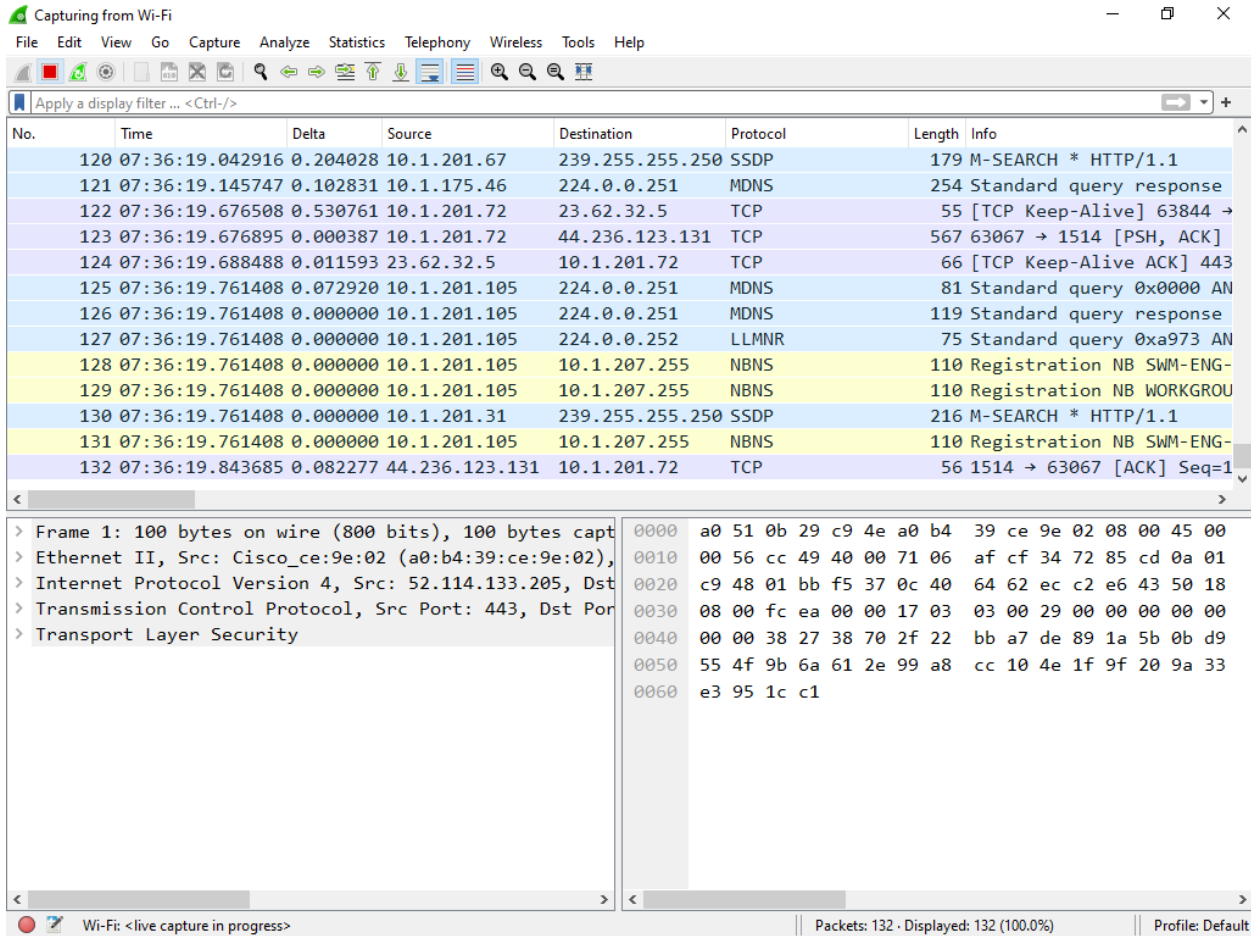 Capturing from Wi-Fi
File Edit View Go Capture Analyze Statistics Telephony Wireless Tools Help
Apply a display filter ... <Ctrl-/>
No. Time Delta Source Destination Protocol Length Info
120 07:36:19.042916 0.204028 10.1.201.67 239.255.255.250 SSDP 179 M-SEARCH * HTTP/1.1
121 07:36:19.145747 0.102831 10.1.175.46 224.0.0.251 MDNS 254 Standard query response
122 07:36:19.676508 0.530761 10.1.201.72 23.62.32.5 TCP 55 [TCP Keep-Alive] 63844 →
123 07:36:19.676895 0.000387 10.1.201.72 44.236.123.131 TCP 567 63067 → 1514 [PSH, ACK]
124 07:36:19.688488 0.011593 23.62.32.5 10.1.201.72 TCP 66 [TCP Keep-Alive ACK] 443
125 07:36:19.761408 0.072920 10.1.201.105 224.0.0.251 MDNS 81 Standard query 0x0000 AN
126 07:36:19.761408 0.000000 10.1.201.105 224.0.0.251 MDNS 119 Standard query response
127 07:36:19.761408 0.000000 10.1.201.105 224.0.0.252 LLMNR 75 Standard query 0xa973 AN
128 07:36:19.761408 0.000000 10.1.201.105 10.1.207.255 NBNS 110 Registration NB SWM-ENG-
129 07:36:19.761408 0.000000 10.1.201.105 10.1.207.255 NBNS 110 Registration NB WORKGROU
130 07:36:19.761408 0.000000 10.1.201.31 239.255.255.250 SSDP 216 M-SEARCH * HTTP/1.1
131 07:36:19.761408 0.000000 10.1.201.105 10.1.207.255 NBNS 110 Registration NB SWM-ENG-
132 07:36:19.843685 0.082277 44.236.123.131 10.1.201.72 TCP 56 1514 → 63067 [ACK] Seq=1
Frame 1: 100 bytes on wire (800 bits), 100 bytes capt
Ethernet II, Src: Cisco_ce:9e:02 (a0:b4:39:ce:9e:02),
Internet Protocol Version 4, Src: 52.114.133.205, Dst
Transmission Control Protocol, Src Port: 443, Dst Por
Transport Layer Security
0000 a0 51 0b 29 c9 4e a0 b4 39 ce 9e 02 08 00 45 00
0010 00 56 cc 49 40 00 71 06 af cf 34 72 85 cd 0a 01
0020 c9 48 01 bb f5 37 0c 40 64 62 ec c2 e6 43 50 18
0030 08 00 fc ea 00 00 17 03 03 00 29 00 00 00 00 00
0040 00 00 38 27 38 70 2f 22 bb a7 de 89 1a 5b 0b d9
0050 55 4f 9b 6a 61 2e 99 a8 cc 10 4e 1f 9f 20 9a 33
0060 e3 95 1c c1
Wi-Fi: <live capture in progress> Packets: 132 · Displayed: 132 (100.0%) Profile: Default